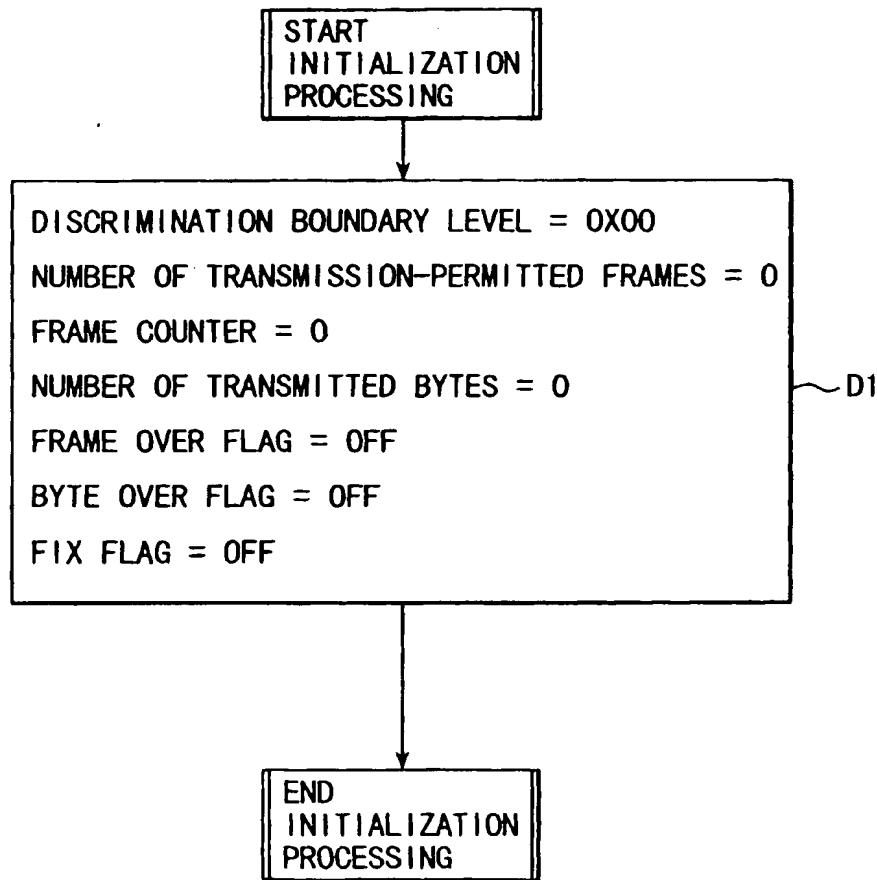 START
INITIALIZATION
PROCESSING
DISCRIMINATION BOUNDARY LEVEL = 0X00
NUMBER OF TRANSMISSION-PERMITTED FRAMES = 0
FRAME COUNTER = 0
NUMBER OF TRANSMITTED BYTES = 0
D1
FRAME OVER FLAG = OFF
BYTE OVER FLAG = OFF
FIX FLAG = OFF
END
INITIALIZATION
PROCESSING